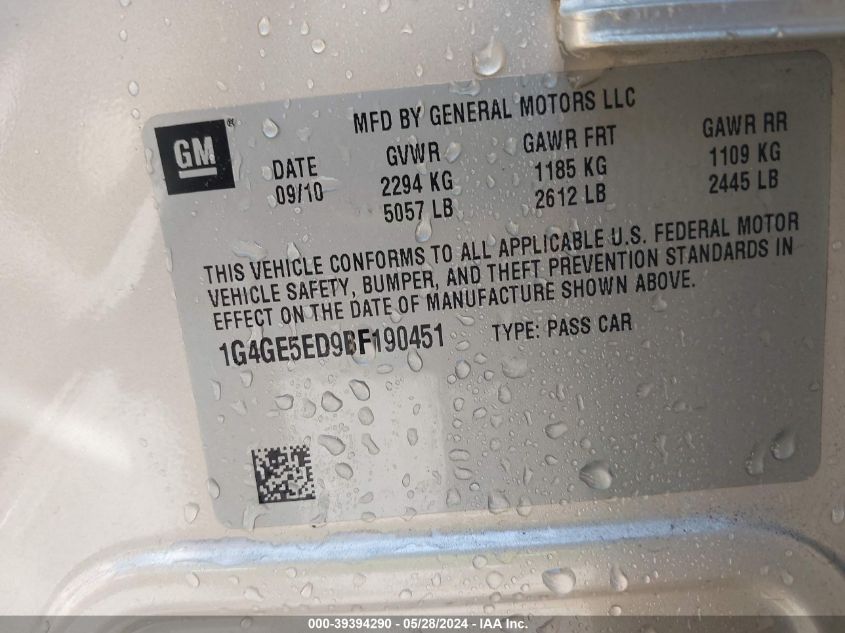 MFD BY GENERAL MOTORS LLC
GM®
DATE GVWR GAWR FRT GAWR RR
09/10 2294 KG 1185 KG 1109 KG
5057 LB 2612 LB 2445 LB
THIS VEHICLE CONFORMS TO ALL APPLICABLE U.S. FEDERAL MOTOR
VEHICLE SAFETY, BUMPER, AND THEFT PREVENTION STANDARDS IN
EFFECT ON THE DATE OF MANUFACTURE SHOWN ABOVE.
1G4GE5ED9BF190451 TYPE: PASS CAR
000-39394290 - 05/28/2024 - IAA Inc.